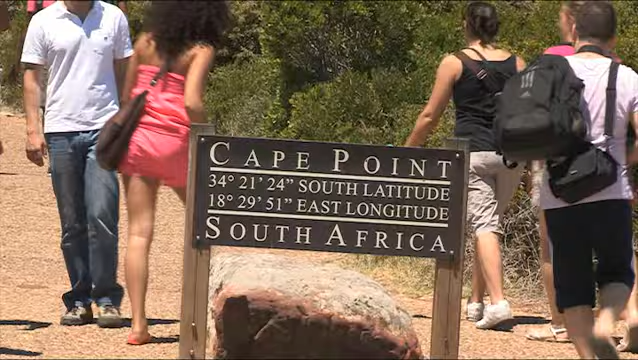 CAPE POINT
34° 21' 24" SOUTH LATITUDE
18° 29' 51" EAST LONGITUDE
SOUTH AFRICA